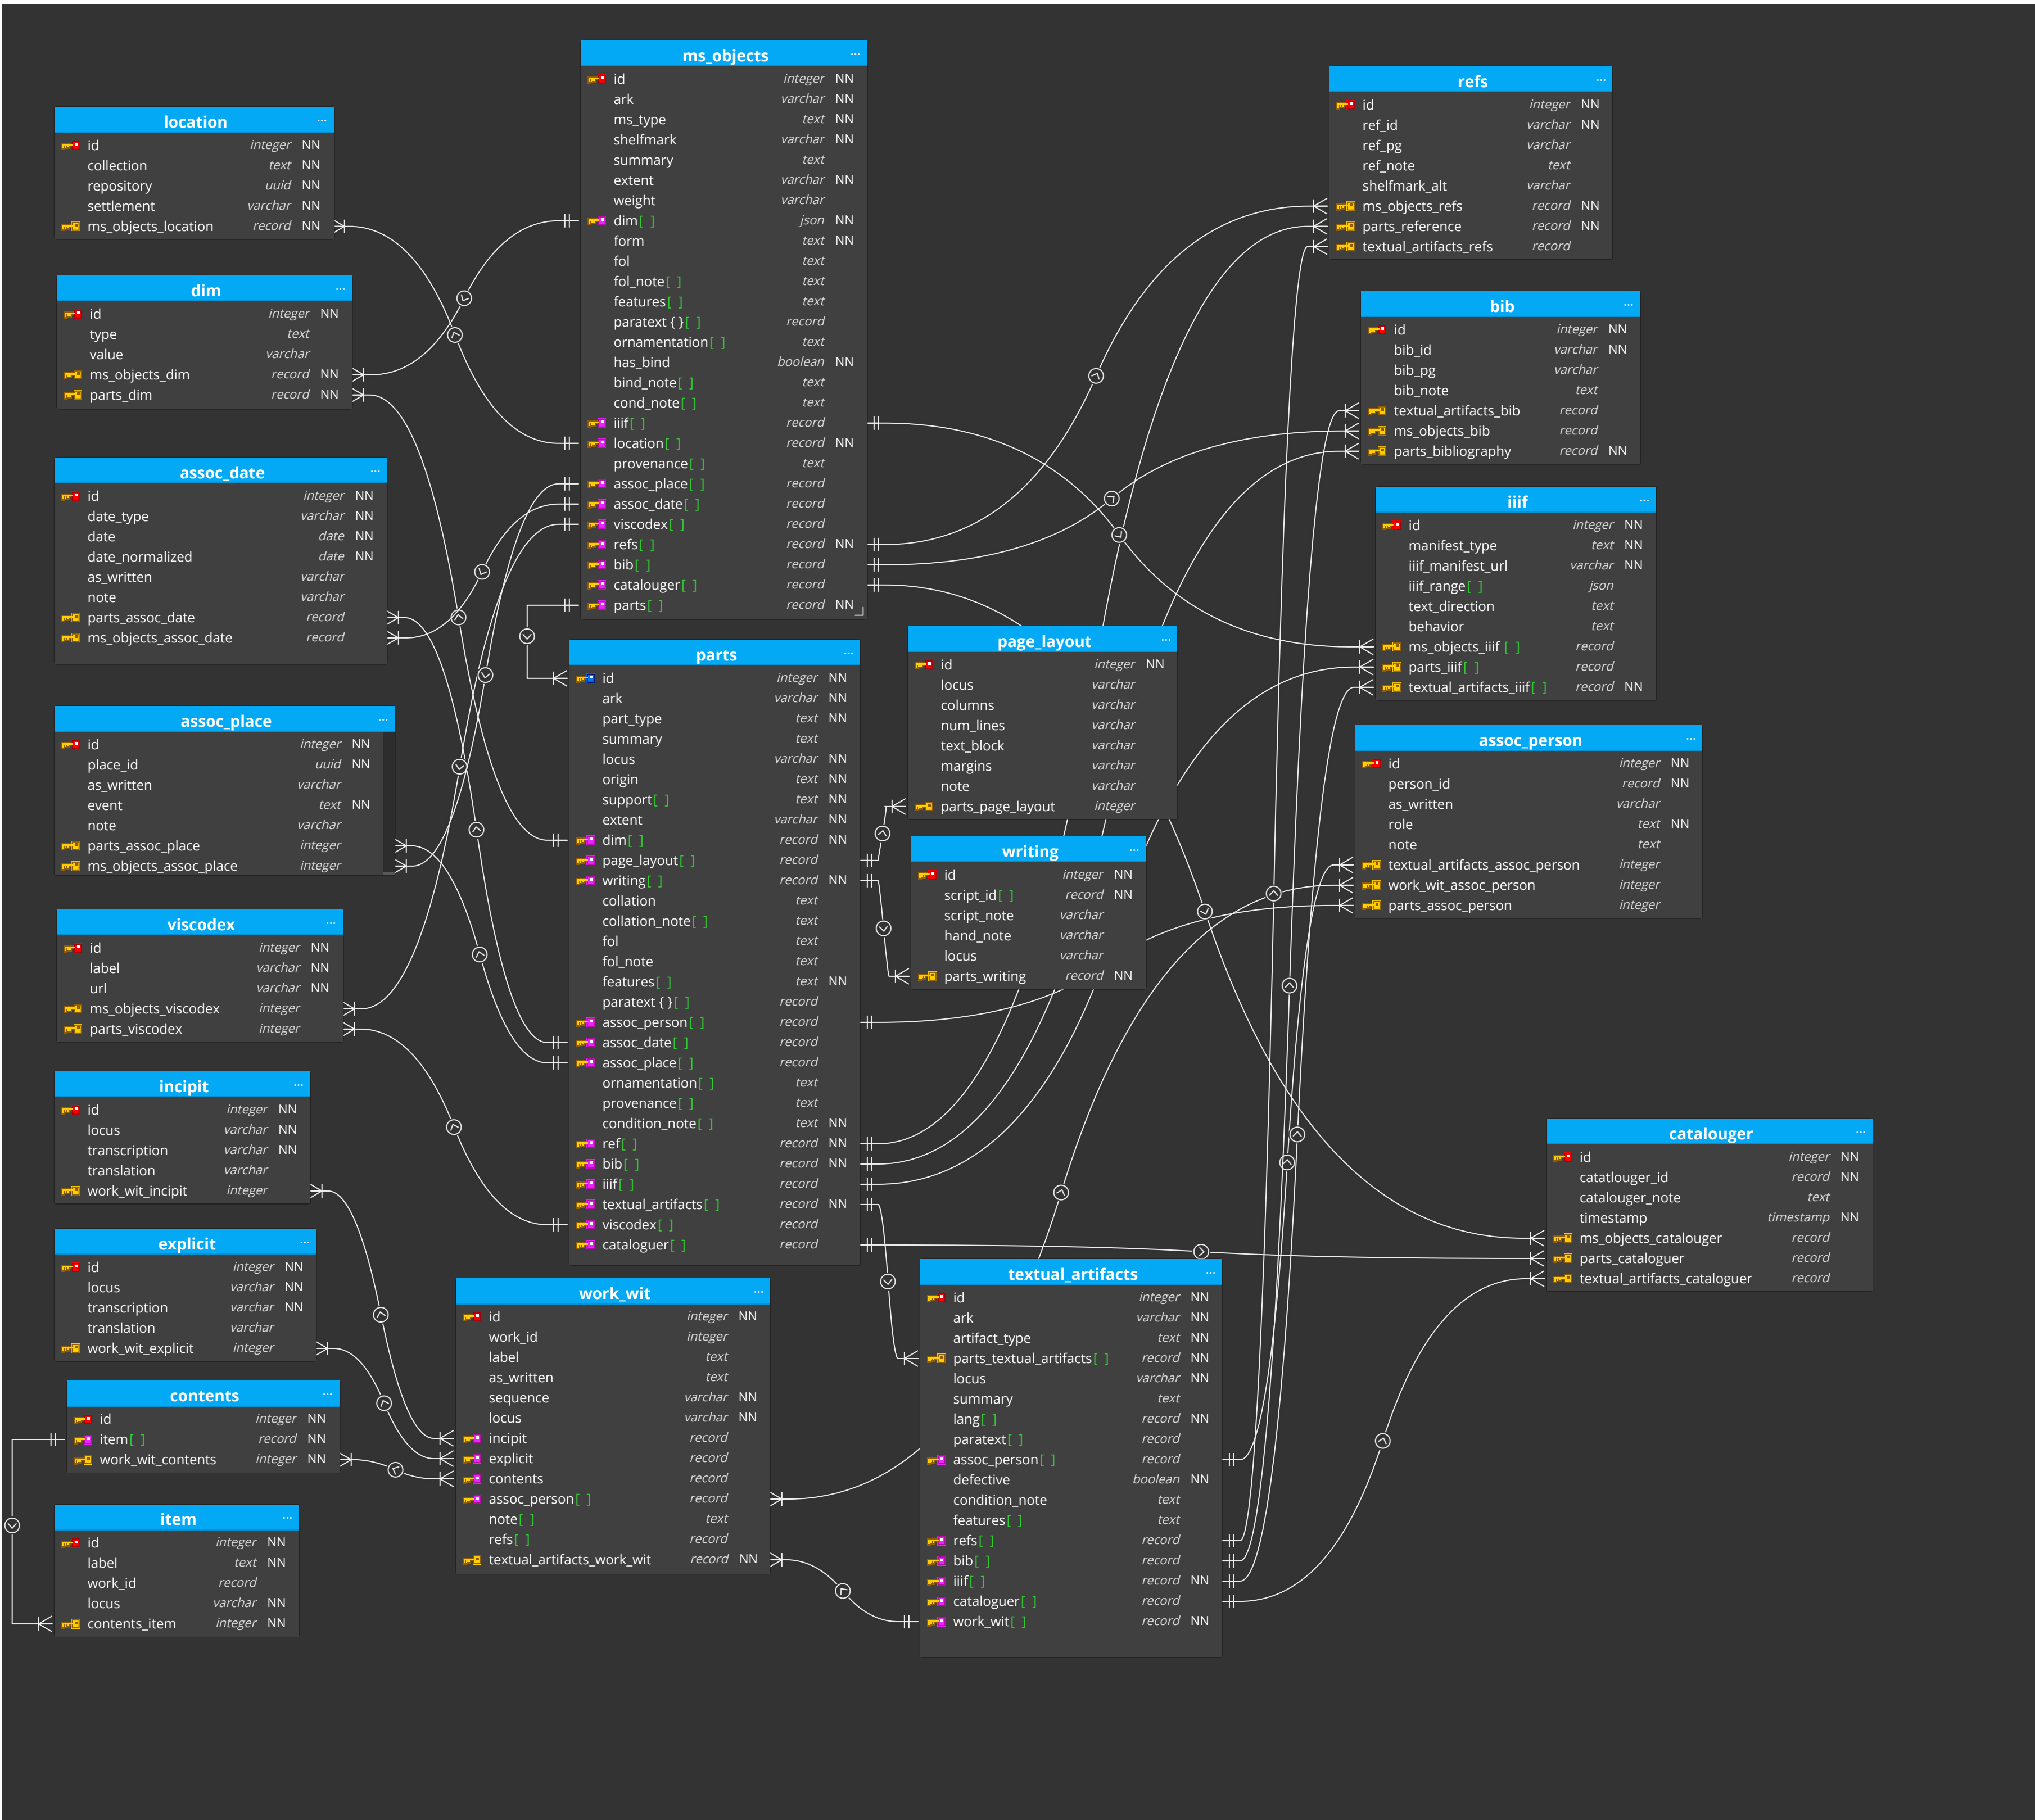 ms_objects ...
id integer NN
ark varchar NN
ms_type text NN
shelfmark varchar NN
summary text
extent varchar NN
weight varchar
dim[ ] json NN
form text NN
fol text
fol_note[ ] text
features[ ] text
paratext { }[ ] record
ornamentation[ ] text
has_bind boolean NN
bind_note[ ] text
cond_note[ ] text
iiif[ ] record
location[ ] record NN
provenance[ ] text
assoc_place[ ] record
assoc_date[ ] record
viscodex[ ] record
refs[ ] record NN
bib[ ] record
catalouger[ ] record
parts[ ] record NN
refs ...
id integer NN
ref_id varchar NN
ref_pg varchar
ref_note text
shelfmark_alt varchar
ms_objects_refs record NN
parts_reference record NN
textual_artifacts_refs record
location ...
id integer NN
collection text NN
repository uuid NN
settlement varchar NN
ms_objects_location record NN
dim ...
id integer NN
type text
value varchar
ms_objects_dim record NN
parts_dim record NN
bib ...
id integer NN
bib_id varchar NN
bib_pg varchar
bib_note text
textual_artifacts_bib record
ms_objects_bib record
parts_bibliography record NN
assoc_date ...
id integer NN
date_type varchar NN
date date NN
date_normalized date NN
as_written varchar
note varchar
parts_assoc_date record
ms_objects_assoc_date record
iiif ...
id integer NN
manifest_type text NN
iiif_manifest_url varchar NN
iiif_range[ ] json
text_direction text
behavior text
ms_objects_iiif [ ] record
parts_iiif[ ] record
textual_artifacts_iiif[ ] record NN
parts ...
id integer NN
ark varchar NN
part_type text NN
summary text
locus varchar NN
origin text NN
support[ ] text NN
extent varchar NN
dim[ ] record NN
page_layout[ ] record
writing[ ] record NN
collation text
collation_note[ ] text
fol text
fol_note text
features[ ] text NN
paratext { }[ ] record
assoc_person[ ] record
assoc_date[ ] record
assoc_place[ ] record
ornamentation[ ] text
provenance[ ] text
condition_note[ ] text NN
ref[ ] record NN
bib[ ] record NN
iiif[ ] record
textual_artifacts[ ] record NN
viscodex[ ] record
cataloguer[ ] record
page_layout ...
id integer NN
locus varchar
columns varchar
num_lines varchar
text_block varchar
margins varchar
note varchar
parts_page_layout integer
assoc_place ...
id integer NN
place_id uuid NN
as_written varchar
event text NN
note varchar
parts_assoc_place integer
ms_objects_assoc_place integer
assoc_person ...
id integer NN
person_id record NN
as_written varchar
role text NN
note text
textual_artifacts_assoc_person integer
work_wit_assoc_person integer
parts_assoc_person integer
writing ...
id integer NN
script_id[ ] record NN
script_note varchar
hand_note varchar
locus varchar
parts_writing record NN
viscodex ...
id integer NN
label varchar NN
url varchar NN
ms_objects_viscodex integer
parts_viscodex integer
incipit ...
id integer NN
locus varchar NN
transcription varchar NN
translation varchar
work_wit_incipit integer
catalouger ...
id integer NN
catatlouger_id record NN
catalouger_note text
timestamp timestamp NN
ms_objects_catalouger record
parts_cataloguer record
textual_artifacts_cataloguer record
explicit ...
id integer NN
locus varchar NN
transcription varchar NN
translation varchar
work_wit_explicit integer
textual_artifacts ...
id integer NN
ark varchar NN
artifact_type text NN
parts_textual_artifacts[ ] record NN
locus varchar NN
summary text
lang[ ] record NN
paratext[ ] record
assoc_person[ ] record
defective boolean NN
condition_note text
features[ ] text
refs[ ] record
bib[ ] record
iiif[ ] record NN
cataloguer[ ] record
work_wit[ ] record NN
work_wit ...
id integer NN
work_id integer
label text
as_written text
sequence varchar NN
locus varchar NN
incipit record
explicit record
contents record
assoc_person[ ] record
note[ ] text
refs[ ] record
textual_artifacts_work_wit record NN
contents ...
id integer NN
item[ ] record NN
work_wit_contents integer NN
item ...
id integer NN
label text NN
work_id record
locus varchar NN
contents_item integer NN